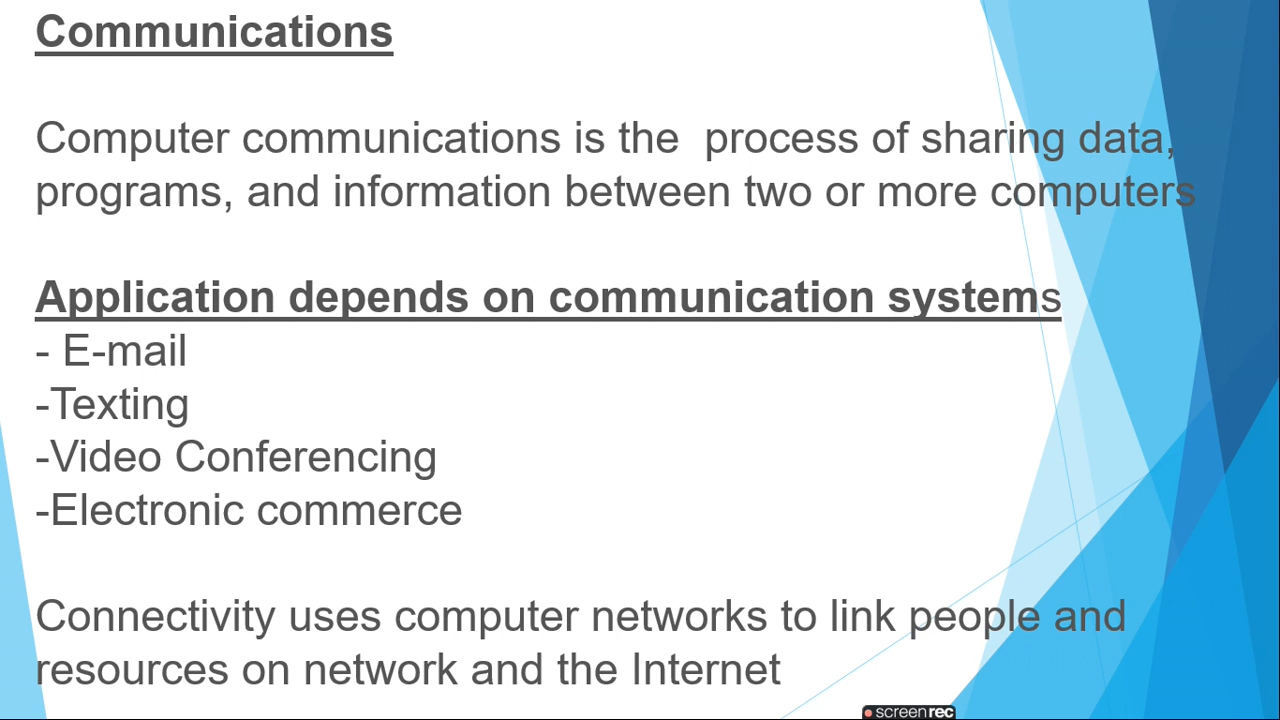 Communications
Computer communications is the  process of sharing data,
programs, and information between two or more computers
Application depends on communication systems
- E-mail
-Texting
-Video Conferencing
-Electronic commerce
Connectivity uses computer networks to link people and
resources on network and the Internet
screenrec